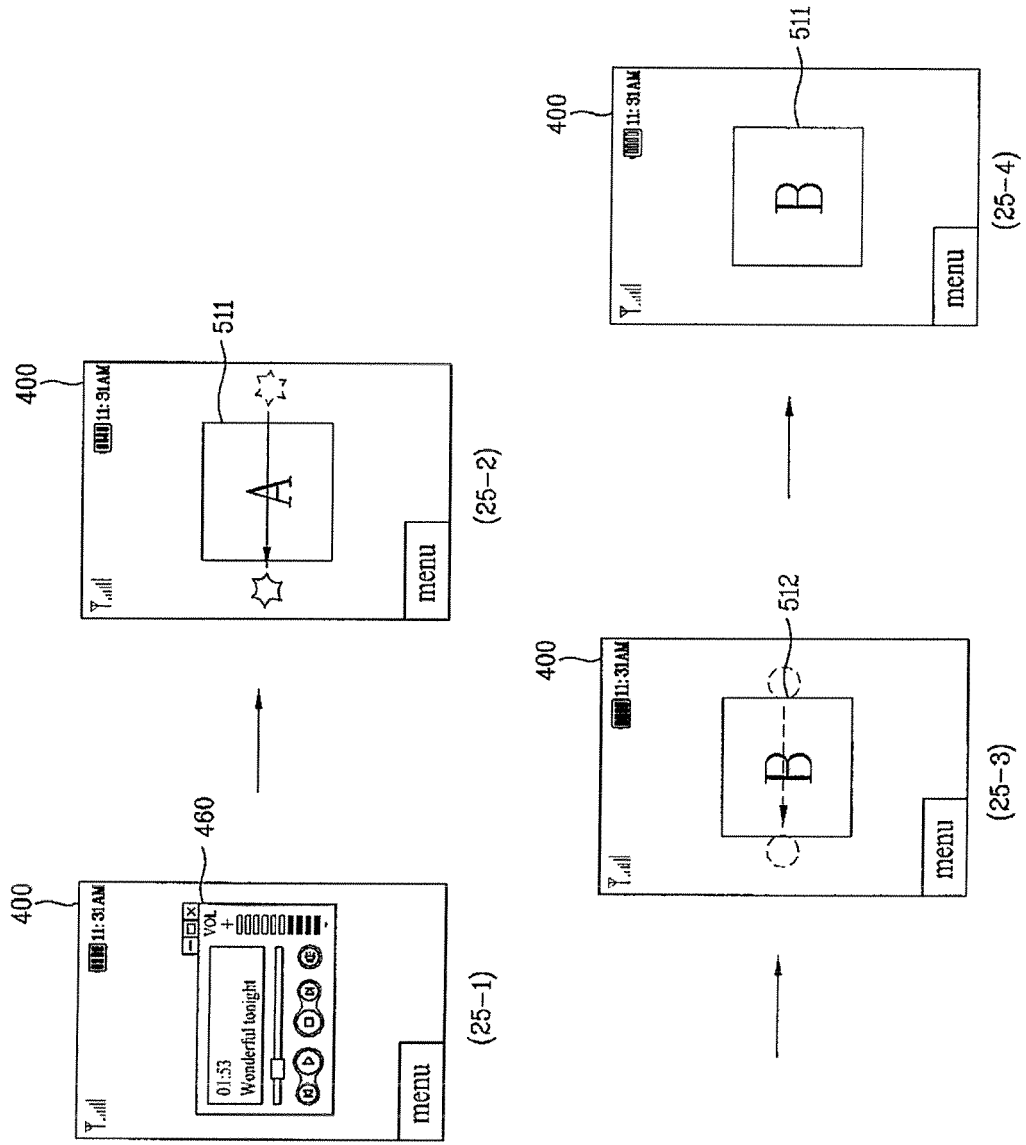 400
11:31AM
460
VOL
+
-
01:53
Wonderful tonight
menu
(25-1)
400
11:31AM
511
A
menu
(25-2)
400
11:31AM
512
B
menu
(25-3)
400
11:31AM
511
B
menu
(25-4)